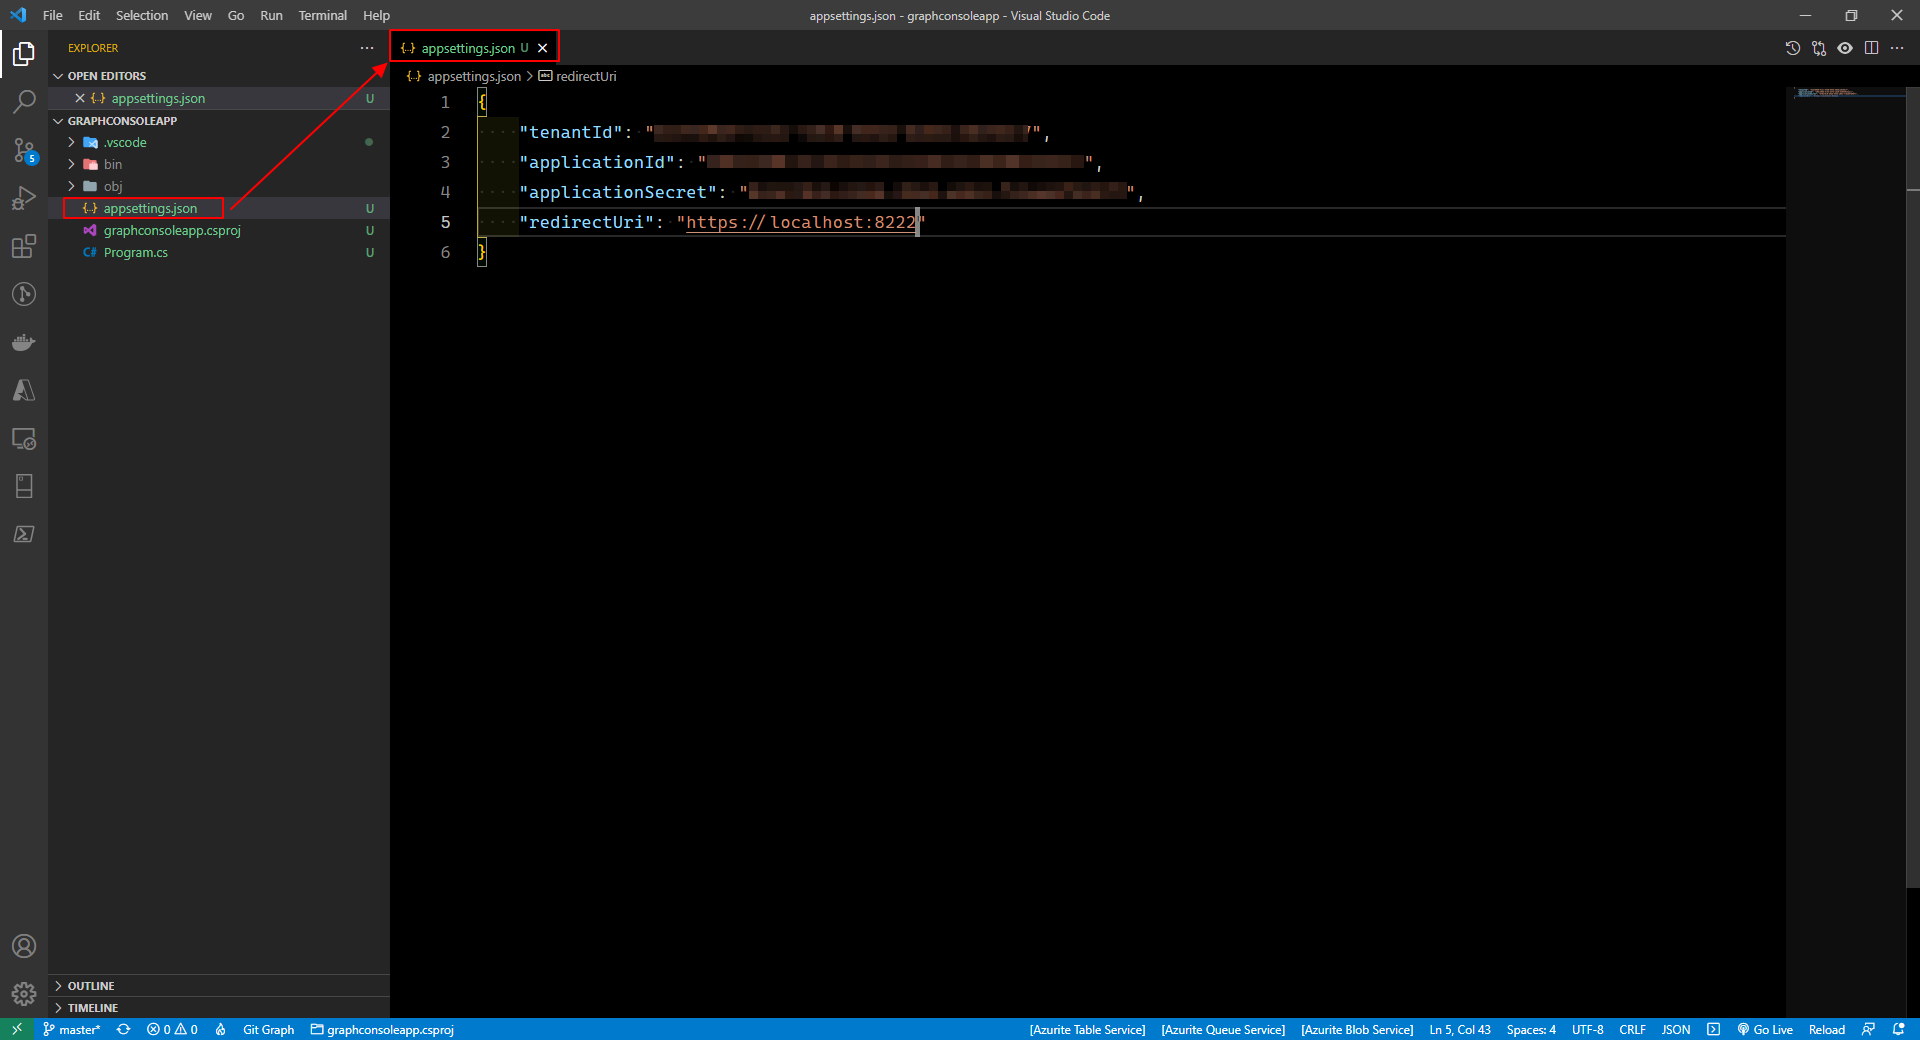 File Edit Selection View Go Run Terminal Help
appsettings.json - graphconsoleapp - Visual Studio Code
EXPLORER
OPEN EDITORS
appsettings.json U
GRAPHCONSOLEAPP
.vscode
bin
obj
appsettings.json U
graphconsoleapp.csproj U
C# Program.cs U
5
OUTLINE
TIMELINE
{..} appsettings.json U
{..} appsettings.json > abc redirectUri
1 {
2 "tenantId": "
",
3 "applicationId": "
",
4 "applicationSecret": "
",
5 "redirectUri": "https://localhost:8222"
6 }
master* 0 0 Git Graph graphconsoleapp.csproj
[Azurite Table Service] [Azurite Queue Service] [Azurite Blob Service] Ln 5, Col 43 Spaces: 4 UTF-8 CRLF JSON Go Live Reload